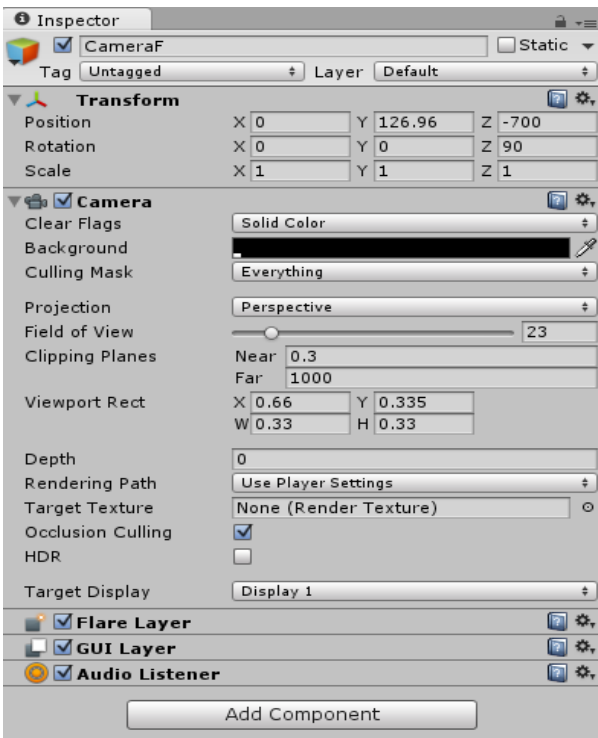 Inspector
CameraF Static
Tag Untagged Layer Default
Transform
Position X 0 Y 126.96 Z -700
Rotation X 0 Y 0 Z 90
Scale X 1 Y 1 Z 1
Camera
Clear Flags Solid Color
Background
Culling Mask Everything
Projection Perspective
Field of View 23
Clipping Planes Near 0.3
Far 1000
Viewport Rect X 0.66 Y 0.335
W 0.33 H 0.33
Depth 0
Rendering Path Use Player Settings
Target Texture None (Render Texture)
Occlusion Culling
HDR
Target Display Display 1
Flare Layer
GUI Layer
Audio Listener
Add Component